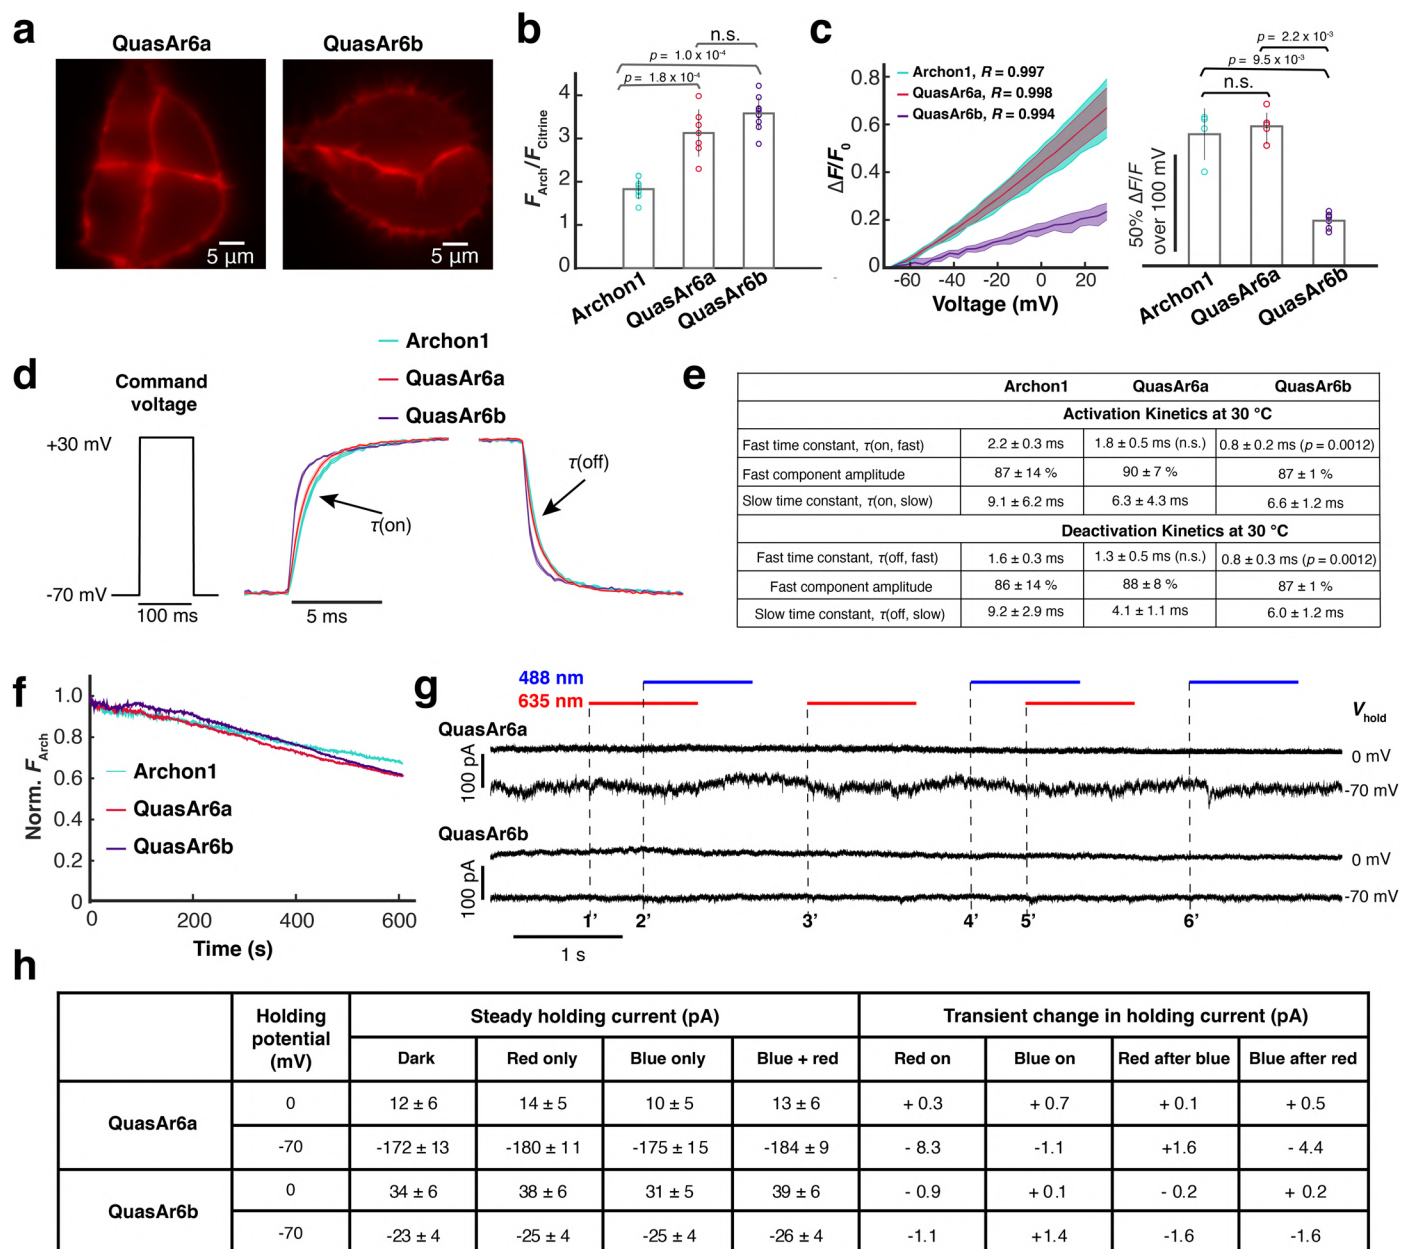 a
QuasAr6a
QuasAr6b
5 µm
5 µm
b
n.s.
p = 1.0 x 10⁻⁴
p = 1.8 x 10⁻⁴
F_Arch/F_Citrine
4
3
2
1
0
Archon1
QuasAr6a
QuasAr6b
c
Archon1, R = 0.997
QuasAr6a, R = 0.998
QuasAr6b, R = 0.994
ΔF/F₀
0.8
0.6
0.4
0.2
0
-60 -40 -20 0 20
Voltage (mV)
p = 2.2 x 10⁻³
p = 9.5 x 10⁻³
n.s.
50% ΔF/F
over 100 mV
Archon1
QuasAr6a
QuasAr6b
d
Command
voltage
+30 mV
-70 mV
100 ms
Archon1
QuasAr6a
QuasAr6b
τ(on)
τ(off)
5 ms
e
Archon1 QuasAr6a QuasAr6b
Activation Kinetics at 30 °C
Fast time constant, τ(on, fast) 2.2 ± 0.3 ms 1.8 ± 0.5 ms (n.s.) 0.8 ± 0.2 ms (p = 0.0012)
Fast component amplitude 87 ± 14 % 90 ± 7 % 87 ± 1 %
Slow time constant, τ(on, slow) 9.1 ± 6.2 ms 6.3 ± 4.3 ms 6.6 ± 1.2 ms
Deactivation Kinetics at 30 °C
Fast time constant, τ(off, fast) 1.6 ± 0.3 ms 1.3 ± 0.5 ms (n.s.) 0.8 ± 0.3 ms (p = 0.0012)
Fast component amplitude 86 ± 14 % 88 ± 8 % 87 ± 1 %
Slow time constant, τ(off, slow) 9.2 ± 2.9 ms 4.1 ± 1.1 ms 6.0 ± 1.2 ms
f
Norm. F_Arch
1.0
0.8
0.6
0.4
0.2
0
Archon1
QuasAr6a
QuasAr6b
0 200 400 600
Time (s)
g
488 nm
635 nm
V_hold
QuasAr6a
100 pA
0 mV
-70 mV
QuasAr6b
100 pA
0 mV
-70 mV
1' 2' 3' 4' 5' 6'
1 s
h
Holding potential (mV) Steady holding current (pA) Transient change in holding current (pA)
Dark Red only Blue only Blue + red Red on Blue on Red after blue Blue after red
QuasAr6a
0 12 ± 6 14 ± 5 10 ± 5 13 ± 6 + 0.3 + 0.7 + 0.1 + 0.5
-70 -172 ± 13 -180 ± 11 -175 ± 15 -184 ± 9 - 8.3 -1.1 +1.6 - 4.4
QuasAr6b
0 34 ± 6 38 ± 6 31 ± 5 39 ± 6 - 0.9 + 0.1 - 0.2 + 0.2
-70 -23 ± 4 -25 ± 4 -25 ± 4 -26 ± 4 -1.1 +1.4 -1.6 -1.6